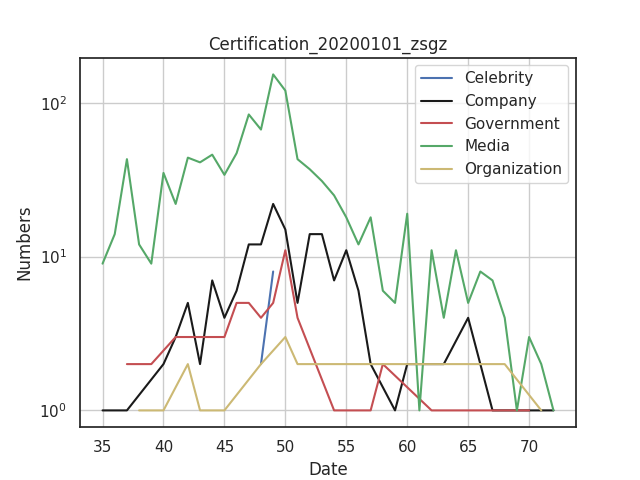 Certification_20200101_zsgz
Celebrity
Company
Government
Media
Organization
Numbers
10²
10¹
10⁰
35 40 45 50 55 60 65 70
Date